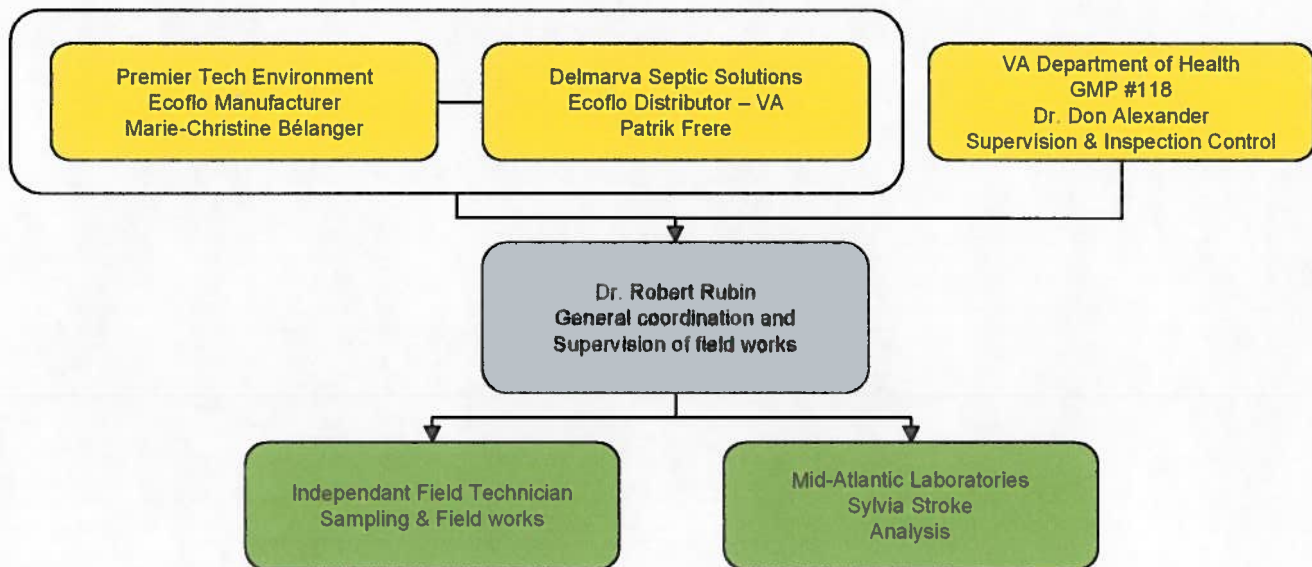 Premier Tech Environment
Ecoflo Manufacturer
Marie-Christine Bélanger
Delmarva Septic Solutions
Ecoflo Distributor – VA
Patrik Frere
VA Department of Health
GMP #118
Dr. Don Alexander
Supervision & Inspection Control
Dr. Robert Rubin
General coordination and
Supervision of field works
Independant Field Technician
Sampling & Field works
Mid-Atlantic Laboratories
Sylvia Stroke
Analysis